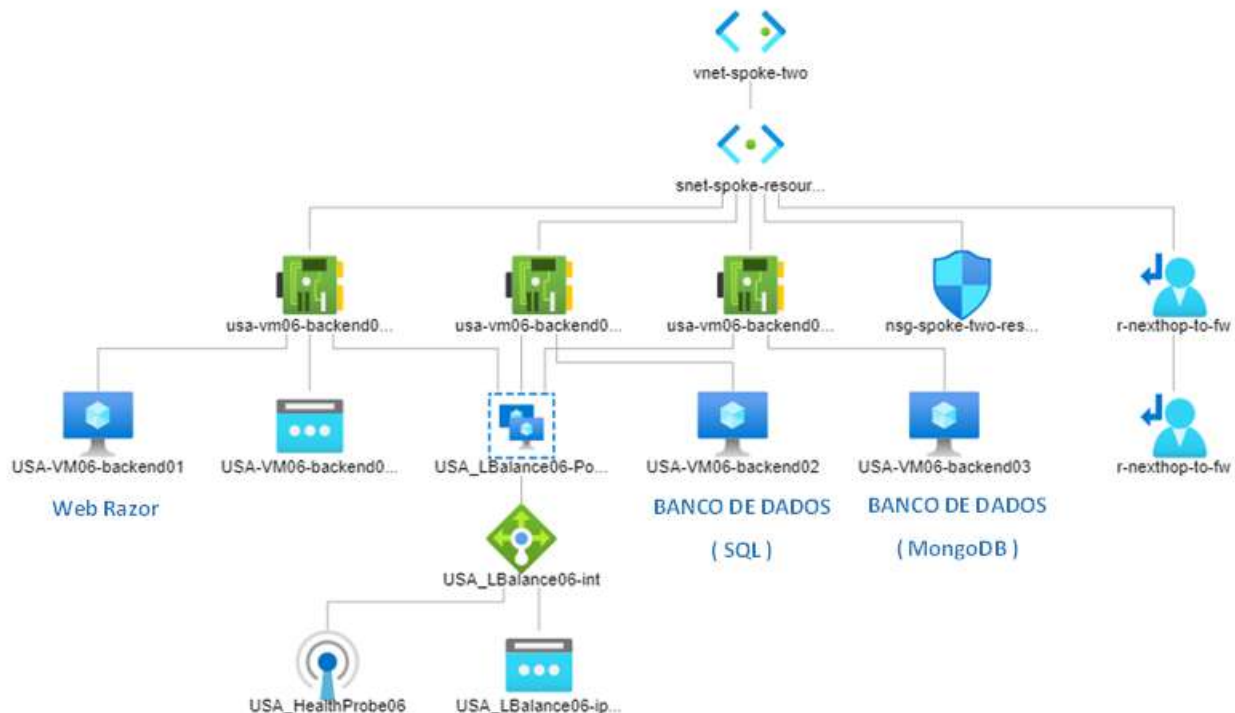 vnet-spoke-two
snet-spoke-resour...
usa-vm06-backend0...
usa-vm06-backend0...
usa-vm06-backend0...
nsg-spoke-two-res...
r-nexthop-to-fw
USA-VM06-backend01
USA-VM06-backend0...
USA_LBalance06-Po...
USA-VM06-backend02
USA-VM06-backend03
r-nexthop-to-fw
Web Razor
BANCO DE DADOS
( SQL )
BANCO DE DADOS
( MongoDB )
USA_LBalance06-int
USA_HealthProbe06
USA_LBalance06-ip...